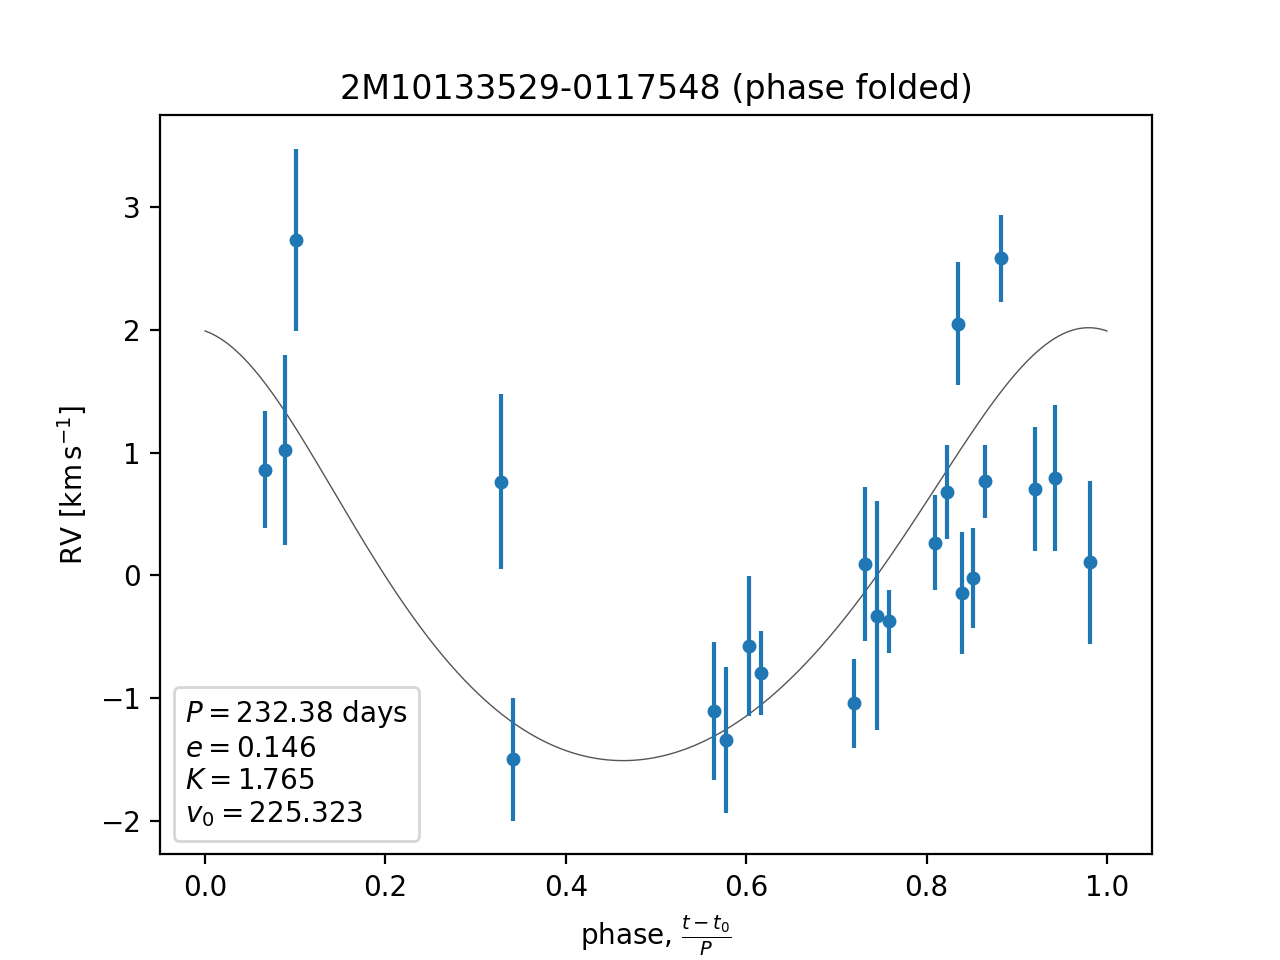 2M10133529-0117548 (phase folded)
RV [km s⁻¹]
3
2
1
0
−1
−2
P = 232.38 days
e = 0.146
K = 1.765
v₀ = 225.323
0.0 0.2 0.4 0.6 0.8 1.0
phase, (t − t₀)/P